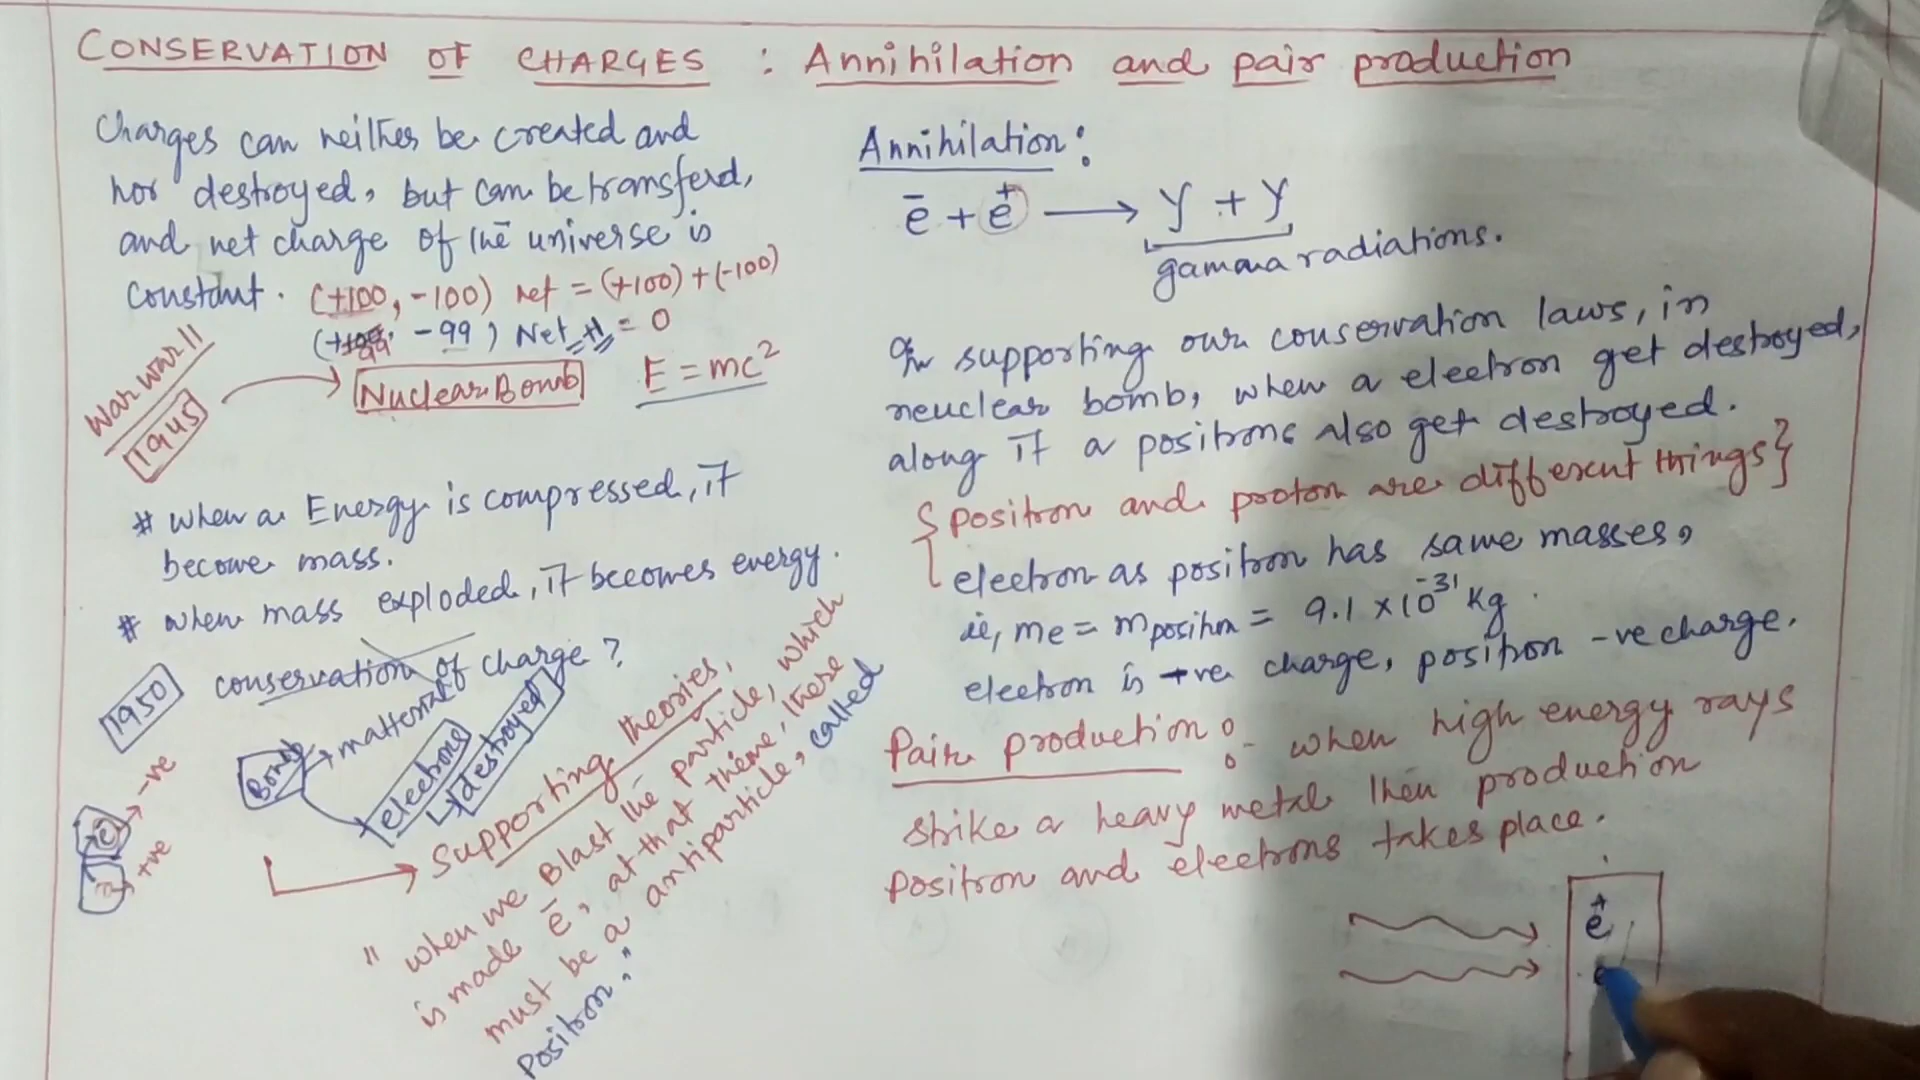 CONSERVATION OF CHARGES : Annihilation and pair production
Charges can neither be created and
nor destroyed, but can be transferd,
and net charge of the universe is
constant. (+100, -100) net = (+100) + (-100)
(+99, -99) Net = 0
War war II
1945
Nuclear Bomb
E = mc²
# when a Energy is compressed, it
become mass.
# when mass exploded, it becomes energy.
1950
conservation of charge ?
Bomb
electrons
destroyed
e -ve
+ve
Supporting theories,
" when we Blast the particle, which
is made ē, at that theme, there
must be a antiparticle, called
Positron."
Annihilation :
ē + e⁺ → γ + γ
gamma radiations.
In supporting our conservation laws, in
neuclear bomb, when a electron get destroyed,
along it a positrons also get destroyed.
{ positron and proton are different things }
electron as positron has same masses,
ie, me = mpositrn = 9.1 × 10⁻³¹ Kg.
electron is +ve charge, position -ve charge.
Pair production :- when high energy rays
strike a heavy metal then production
positron and electrons takes place.
e⁺
e